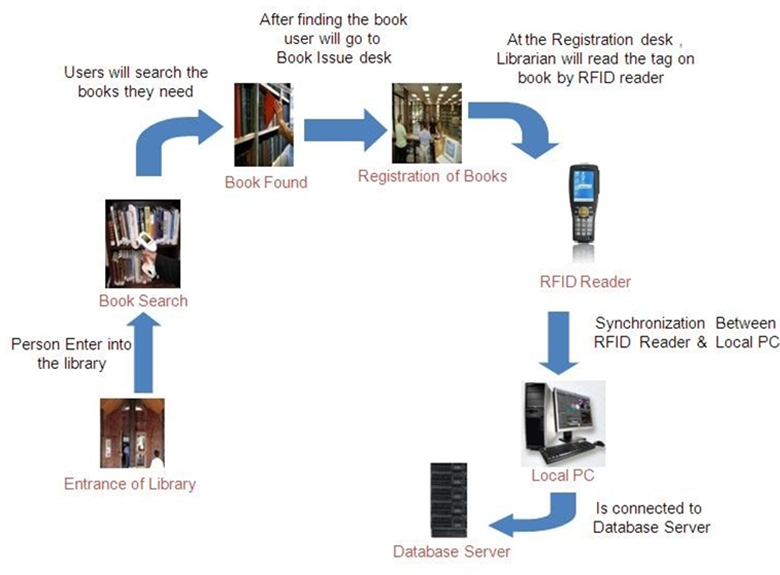 After finding the book
user will go to
Book Issue desk
At the Registration desk ,
Librarian will read the tag on
book by RFID reader
Users will search the
books they need
Book Found
Registration of Books
RFID Reader
Book Search
Person Enter into
the library
Synchronization Between
RFID Reader & Local PC
Entrance of Library
Local PC
Is connected to
Database Server
Database Server